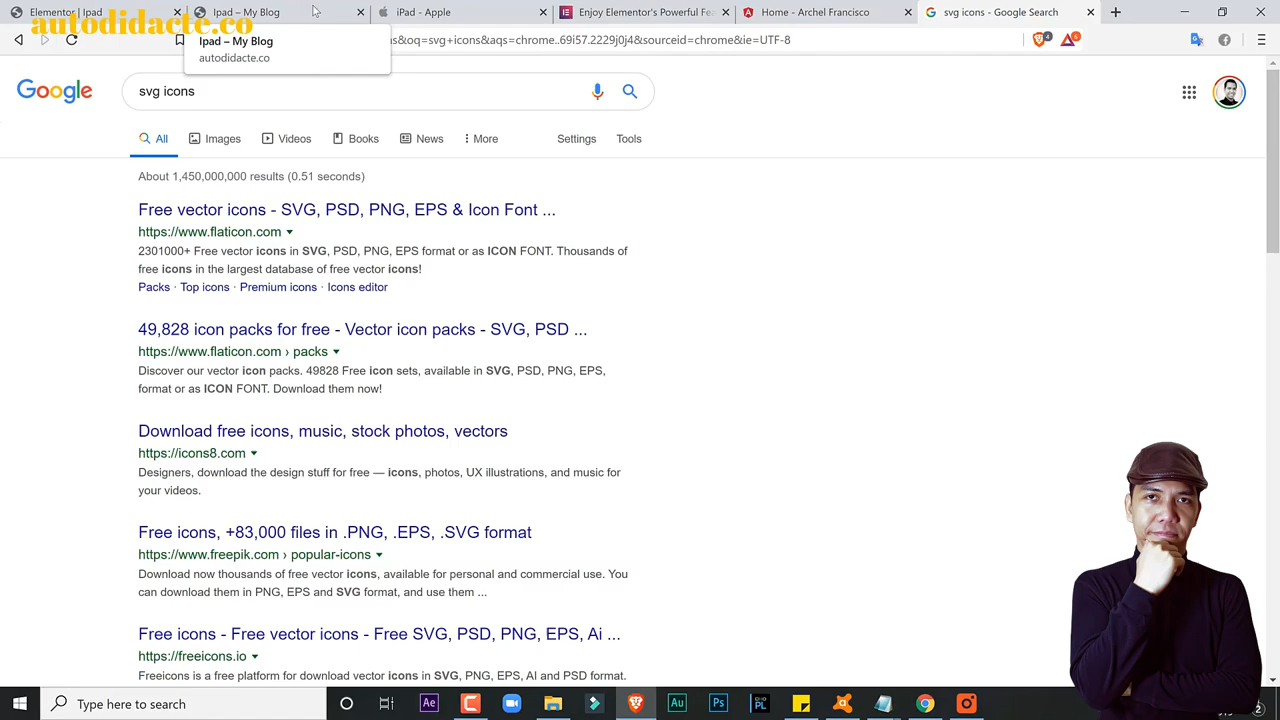 autodidacte.co
Elementor | Ipad
Ipad – My Blog
iPad - Apple
Enjoy Elementor's Powerful Fea
Home - Archel Francisco
svg icons - Google Search
Ipad – My Blog
autodidacte.co
s&oq=svg+icons&aqs=chrome..69i57.2229j0j4&sourceid=chrome&ie=UTF-8
4
6
Google
svg icons
All
Images
Videos
Books
News
More
Settings
Tools
About 1,450,000,000 results (0.51 seconds)
Free vector icons - SVG, PSD, PNG, EPS & Icon Font ...
https://www.flaticon.com
2301000+ Free vector icons in SVG, PSD, PNG, EPS format or as ICON FONT. Thousands of
free icons in the largest database of free vector icons!
Packs · Top icons · Premium icons · Icons editor
49,828 icon packs for free - Vector icon packs - SVG, PSD ...
https://www.flaticon.com › packs
Discover our vector icon packs. 49828 Free icon sets, available in SVG, PSD, PNG, EPS,
format or as ICON FONT. Download them now!
Download free icons, music, stock photos, vectors
https://icons8.com
Designers, download the design stuff for free — icons, photos, UX illustrations, and music for
your videos.
Free icons, +83,000 files in .PNG, .EPS, .SVG format
https://www.freepik.com › popular-icons
Download now thousands of free vector icons, available for personal and commercial use. You
can download them in PNG, EPS and SVG format, and use them ...
Free icons - Free vector icons - Free SVG, PSD, PNG, EPS, Ai ...
https://freeicons.io
Freeicons is a free platform for download vector icons in SVG, PNG, EPS, AI and PSD format.
Type here to search
Ae
Au
Ps
PL
2